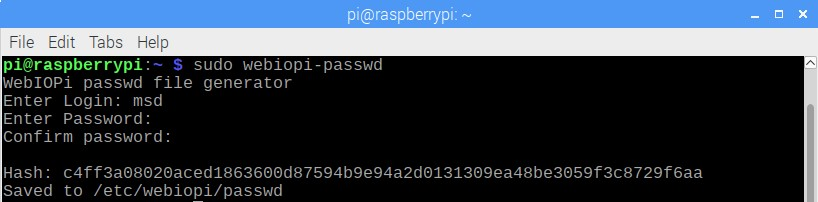 pi@raspberrypi: ~
File Edit Tabs Help
pi@raspberrypi:~ $ sudo webiopi-passwd
WebIOPi passwd file generator
Enter Login: msd
Enter Password:
Confirm password:
Hash: c4ff3a08020aced1863600d87594b9e94a2d0131309ea48be3059f3c8729f6aa
Saved to /etc/webiopi/passwd